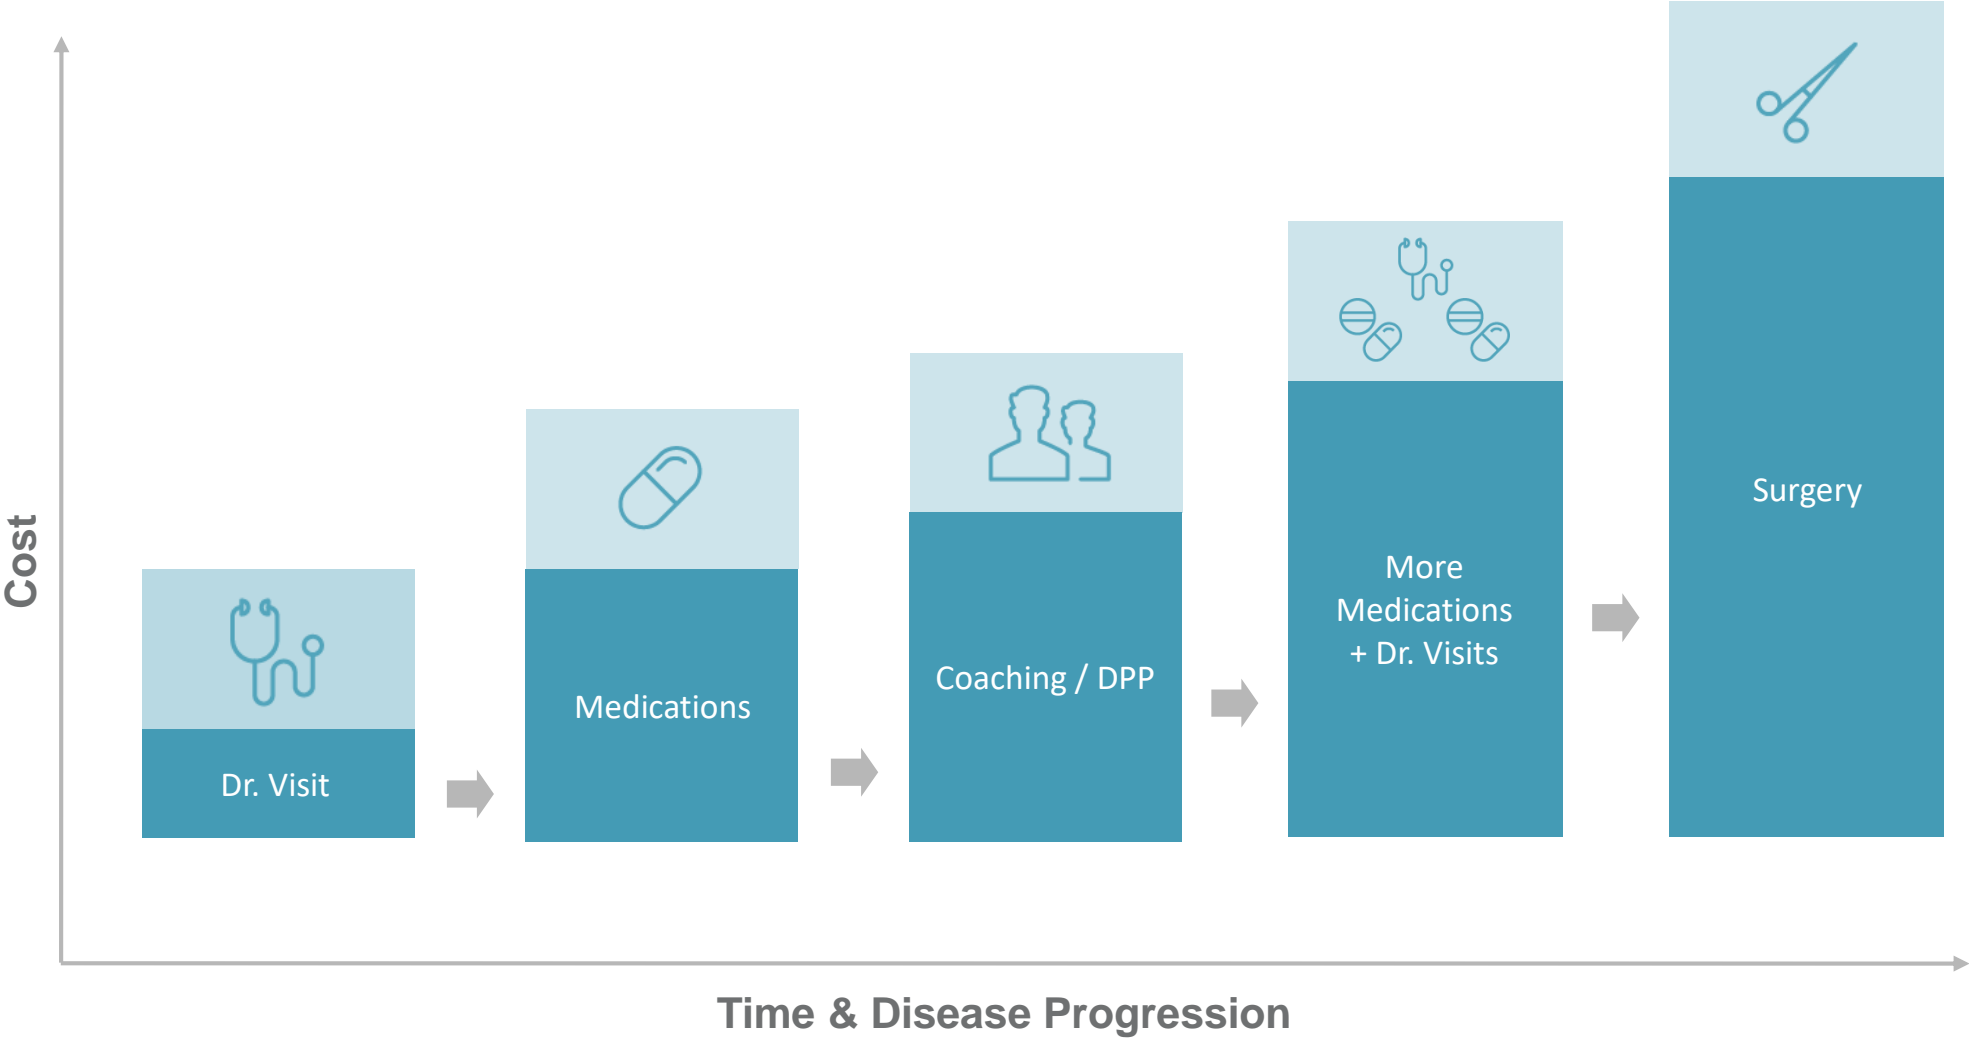 Cost
Dr. Visit
Medications
Coaching / DPP
More
Medications
+ Dr. Visits
Surgery
Time & Disease Progression